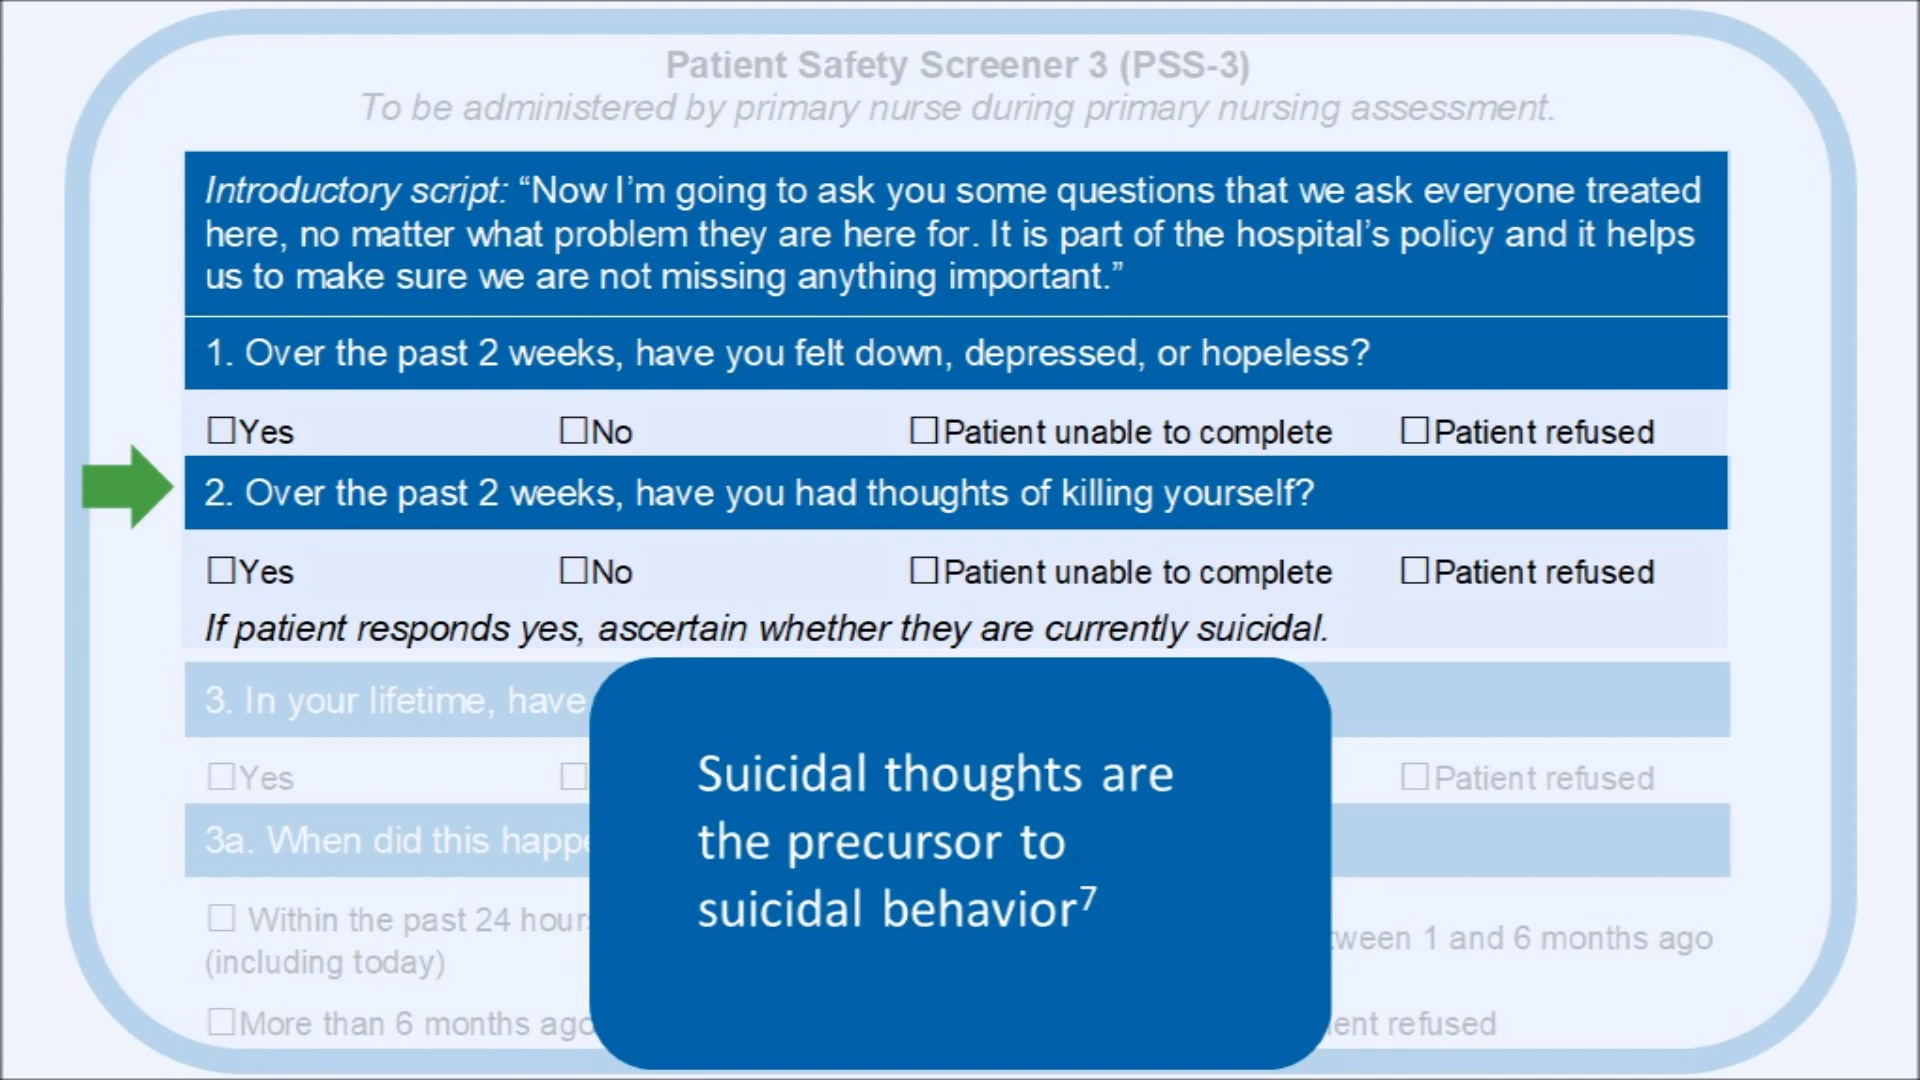 Patient Safety Screener 3 (PSS-3)
To be administered by primary nurse during primary nursing assessment.
Introductory script: “Now I’m going to ask you some questions that we ask everyone treated
here, no matter what problem they are here for. It is part of the hospital’s policy and it helps
us to make sure we are not missing anything important.”
1. Over the past 2 weeks, have you felt down, depressed, or hopeless?
☐Yes ☐No ☐Patient unable to complete ☐Patient refused
2. Over the past 2 weeks, have you had thoughts of killing yourself?
☐Yes ☐No ☐Patient unable to complete ☐Patient refused
If patient responds yes, ascertain whether they are currently suicidal.
3. In your lifetime, have
☐Yes ☐ ☐Patient refused
3a. When did this
☐ Within the past 24
(including today)
1 and 6 months ago
☐More than 6 months ago
refused
Suicidal thoughts are
the precursor to
suicidal behavior⁷